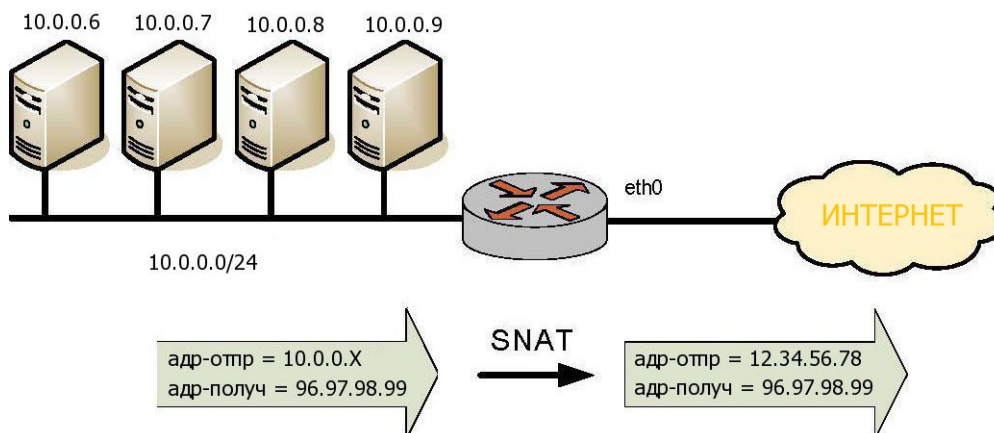 10.0.0.6
10.0.0.7
10.0.0.8
10.0.0.9
eth0
ИНТЕРНЕТ
10.0.0.0/24
адр-отпр = 10.0.0.X
адр-получ = 96.97.98.99
SNAT
адр-отпр = 12.34.56.78
адр-получ = 96.97.98.99